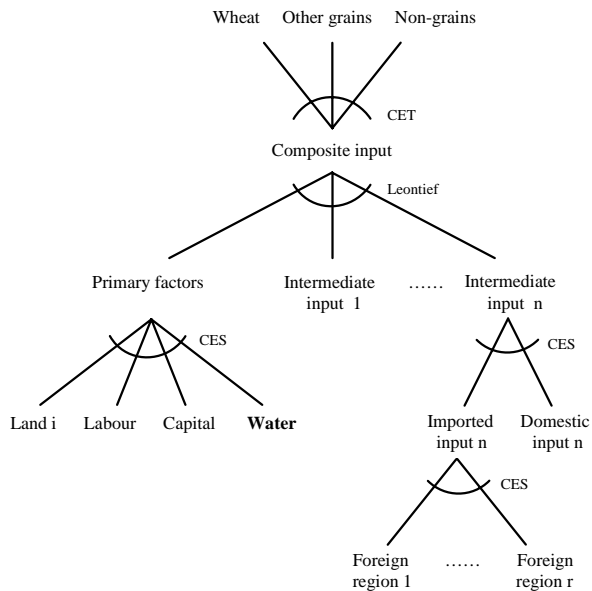 Wheat Other grains Non-grains
CET
Composite input
Leontief
Primary factors Intermediate input 1 …… Intermediate input n
CES CES
Land i Labour Capital Water Imported input n Domestic input n
CES
Foreign region 1 …… Foreign region r